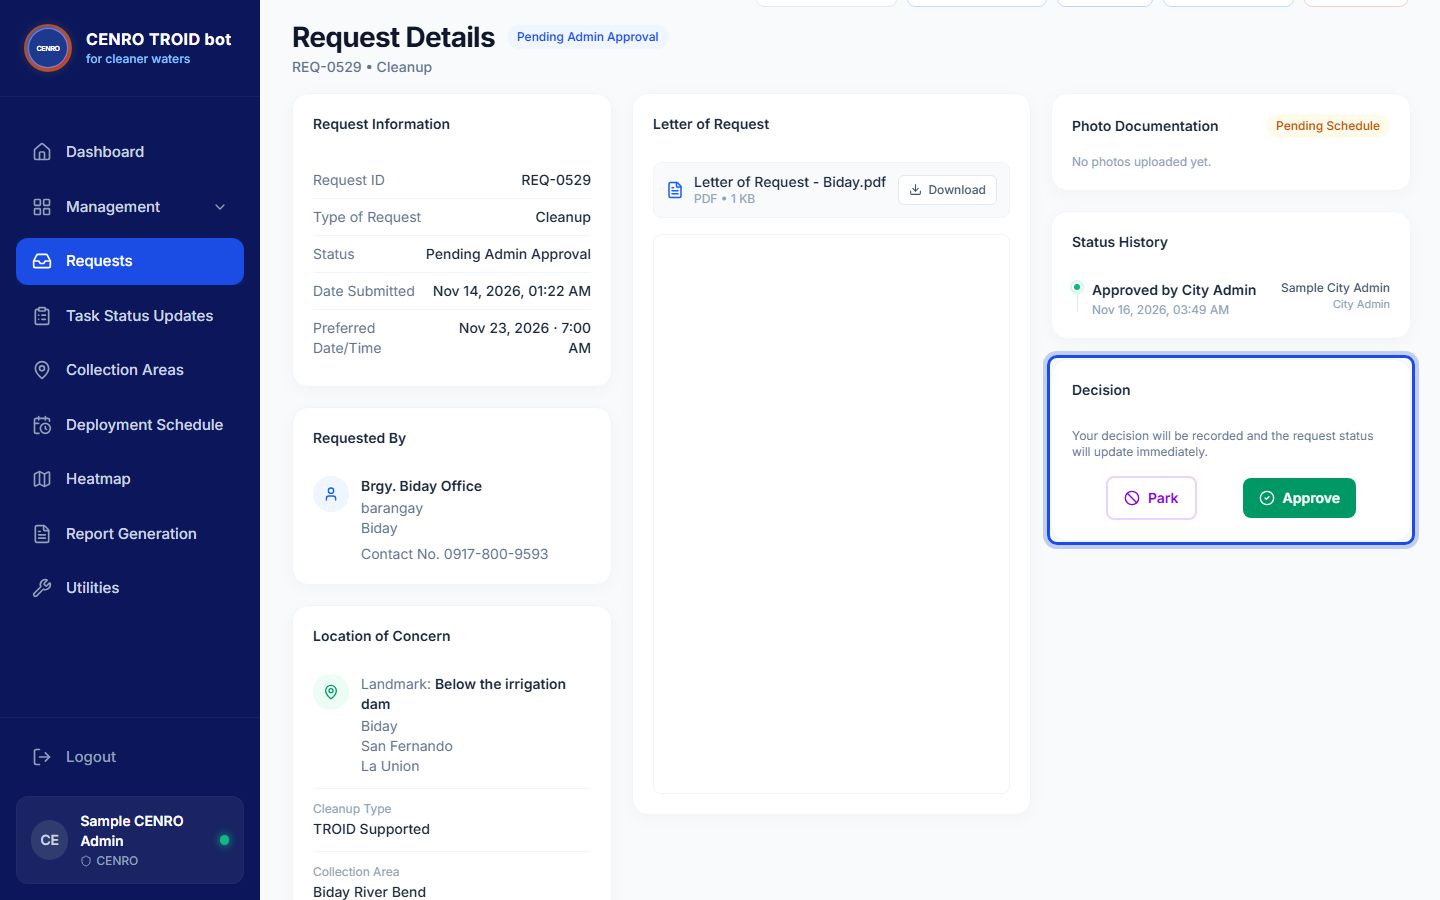 CENRO
CENRO TROID bot
for cleaner waters
Dashboard
Management
Requests
Task Status Updates
Collection Areas
Deployment Schedule
Heatmap
Report Generation
Utilities
Logout
CE
Sample CENRO
Admin
CENRO
Request Details
Pending Admin Approval
REQ-0529 • Cleanup
Request Information
Request ID REQ-0529
Type of Request Cleanup
Status Pending Admin Approval
Date Submitted Nov 14, 2026, 01:22 AM
Preferred Nov 23, 2026 · 7:00
Date/Time AM
Requested By
Brgy. Biday Office
barangay
Biday
Contact No. 0917-800-9593
Location of Concern
Landmark: Below the irrigation
dam
Biday
San Fernando
La Union
Cleanup Type
TROID Supported
Collection Area
Biday River Bend
Letter of Request
Letter of Request - Biday.pdf
PDF • 1 KB
Download
Photo Documentation
Pending Schedule
No photos uploaded yet.
Status History
Approved by City Admin
Nov 16, 2026, 03:49 AM
Sample City Admin
City Admin
Decision
Your decision will be recorded and the request status
will update immediately.
Park
Approve